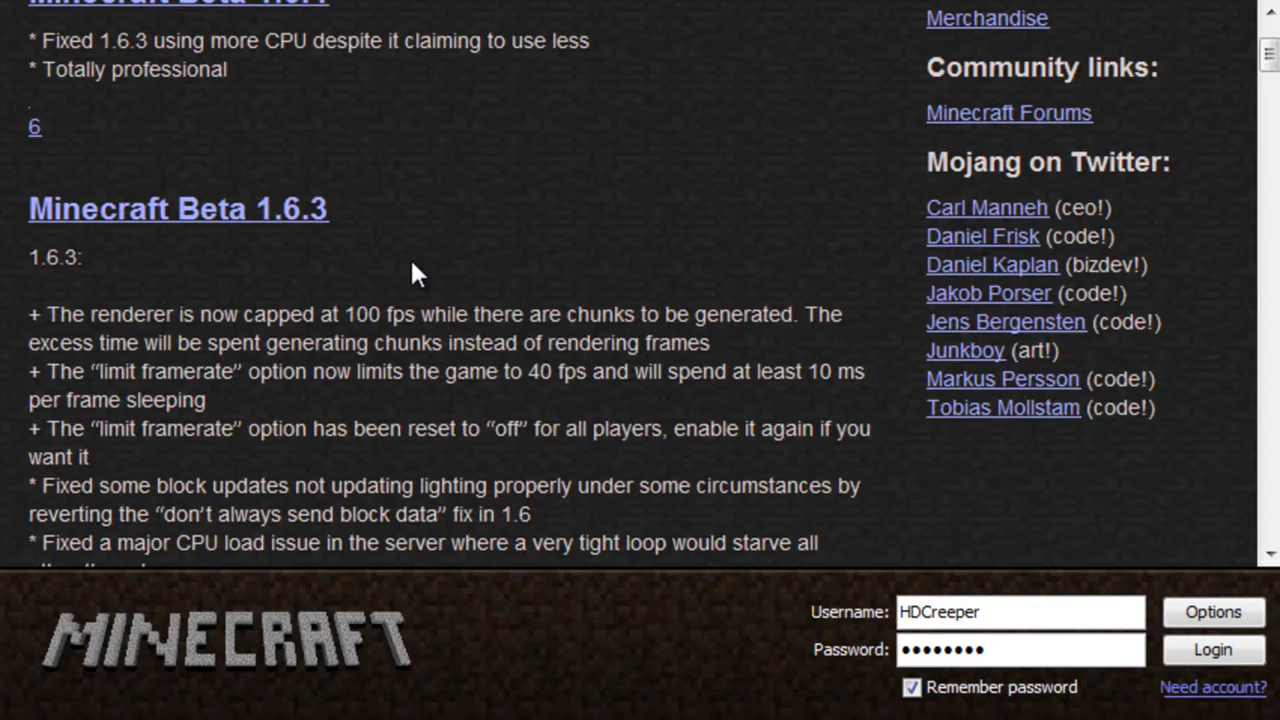 * Fixed 1.6.3 using more CPU despite it claiming to use less
* Totally professional
6
Minecraft Beta 1.6.3
1.6.3:
+ The renderer is now capped at 100 fps while there are chunks to be generated. The
excess time will be spent generating chunks instead of rendering frames
+ The “limit framerate” option now limits the game to 40 fps and will spend at least 10 ms
per frame sleeping
+ The “limit framerate” option has been reset to “off” for all players, enable it again if you
want it
* Fixed some block updates not updating lighting properly under some circumstances by
reverting the “don’t always send block data” fix in 1.6
* Fixed a major CPU load issue in the server where a very tight loop would starve all
Merchandise
Community links:
Minecraft Forums
Mojang on Twitter:
Carl Manneh (ceo!)
Daniel Frisk (code!)
Daniel Kaplan (bizdev!)
Jakob Porser (code!)
Jens Bergensten (code!)
Junkboy (art!)
Markus Persson (code!)
Tobias Mollstam (code!)
MINECRAFT
Username: HDCreeper
Options
Password: ••••••••
Login
Remember password
Need account?